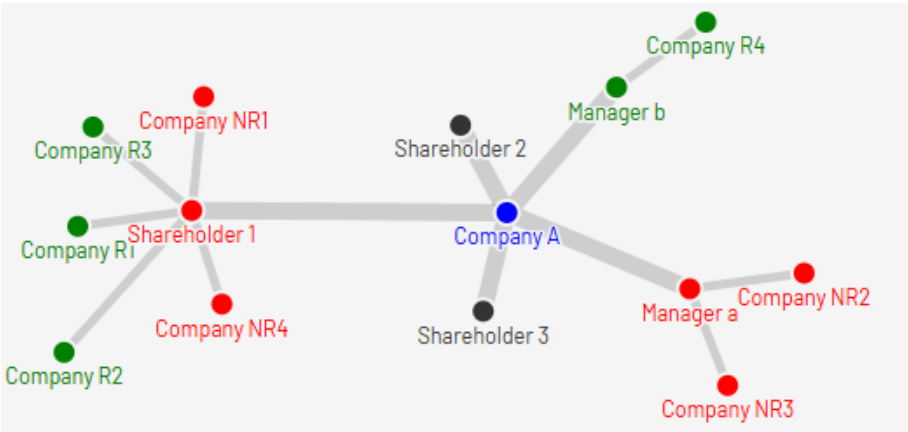 Company R4
Company NR1
Manager b
Company R3
Shareholder 2
Shareholder 1
Company A
Company R1
Company NR2
Manager a
Company NR4
Shareholder 3
Company R2
Company NR3